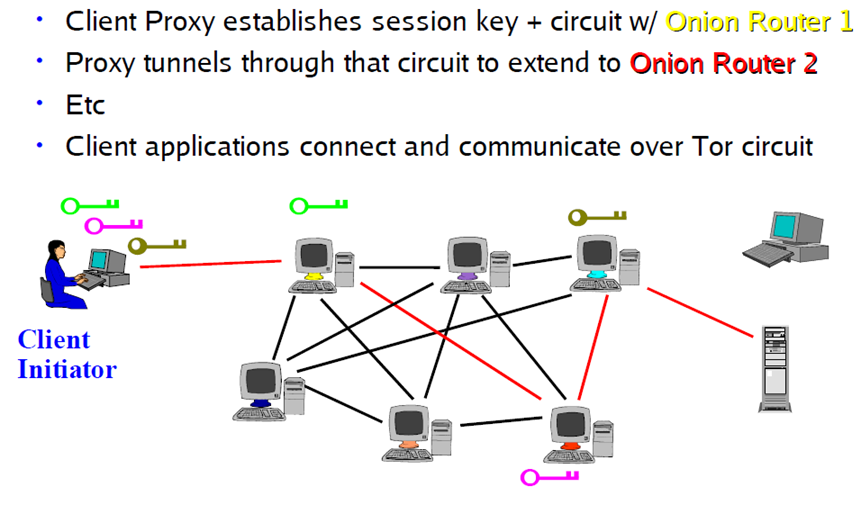 Client Proxy establishes session key + circuit w/ Onion Router 1
Proxy tunnels through that circuit to extend to Onion Router 2
Etc
Client applications connect and communicate over Tor circuit
Client
Initiator